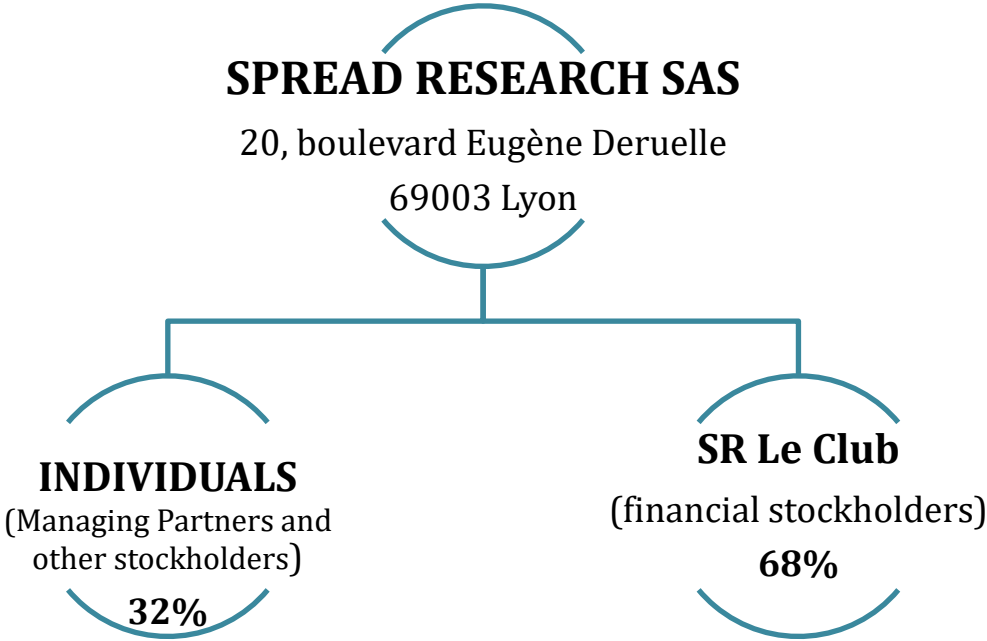 SPREAD RESEARCH SAS
20, boulevard Eugène Deruelle
69003 Lyon
INDIVIDUALS
(Managing Partners and
other stockholders)
32%
SR Le Club
(financial stockholders)
68%